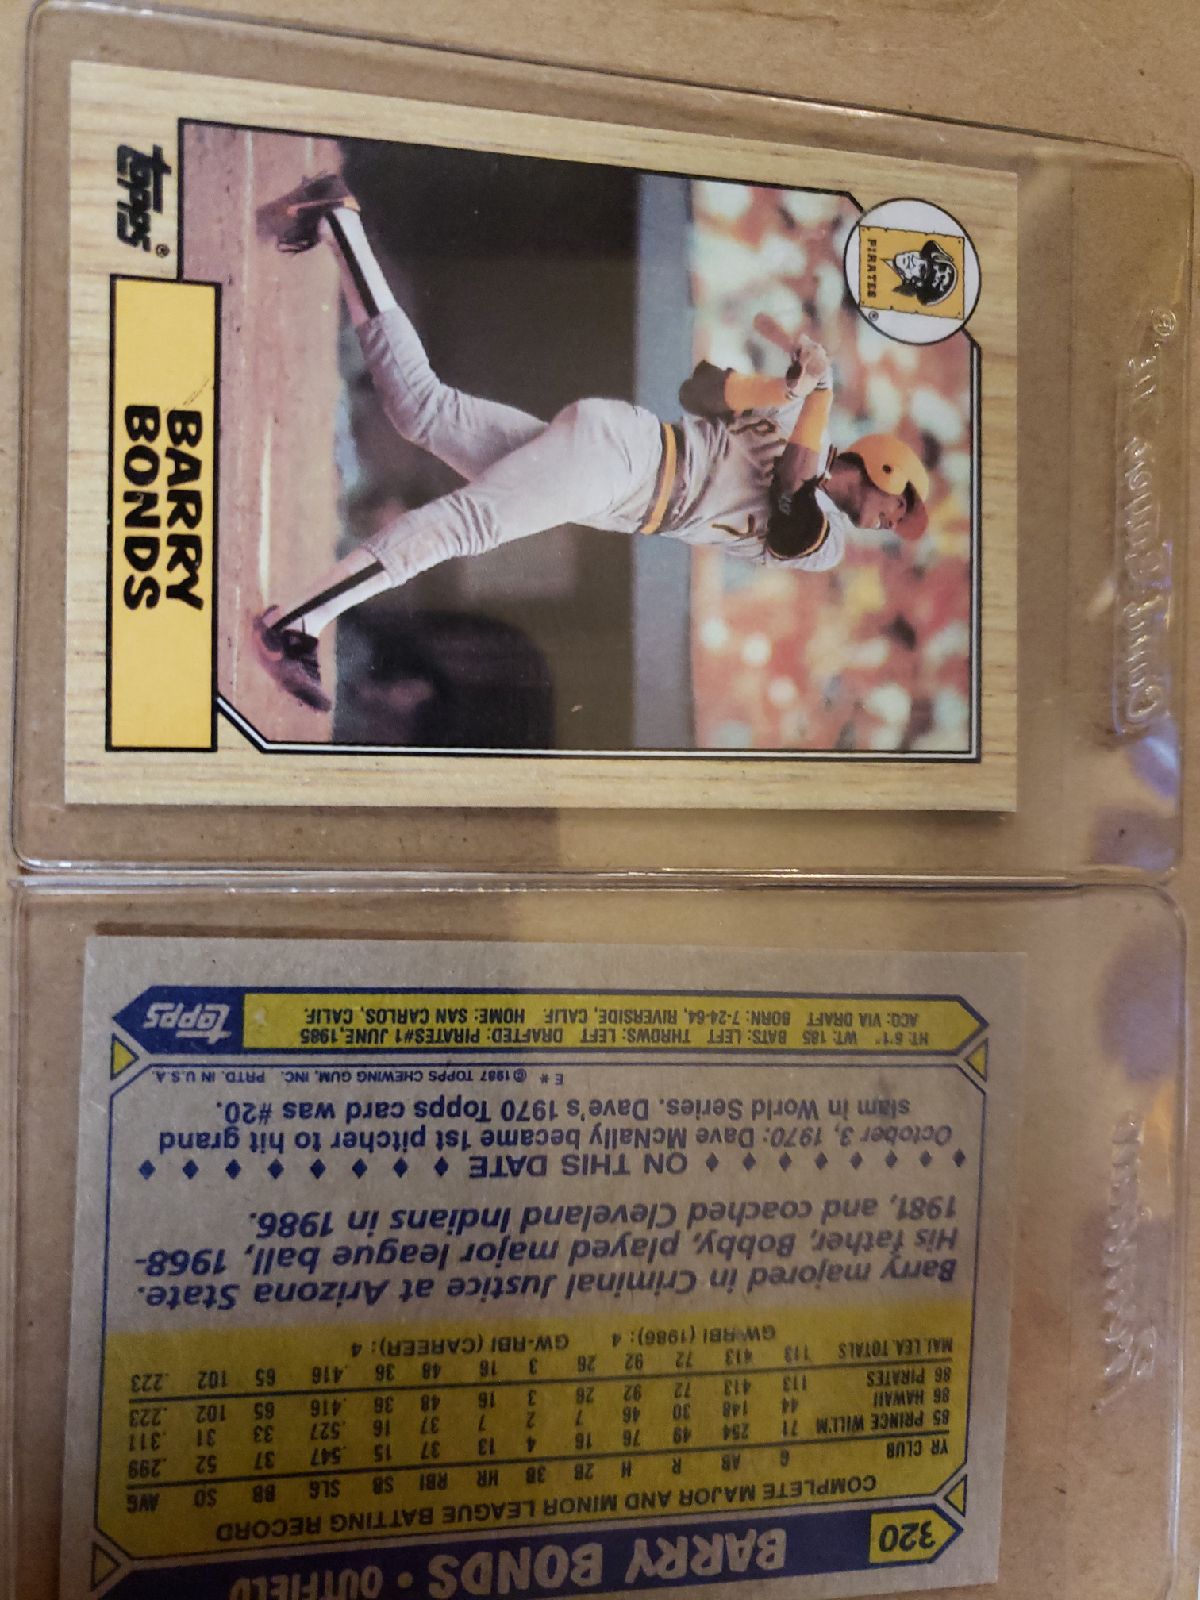 topps®
BARRY
BONDS
PIRATES ®
320
BARRY BONDS • OUTFIELD
COMPLETE MAJOR AND MINOR LEAGUE BATTING RECORD
YR CLUB G AB R H 2B 3B HR RBI SB SLG BB SO AVG
85 PRINCE WILL'M 71 254 49 76 16 4 13 37 15 .547 37 52 .299
86 HAWAII 44 148 30 46 7 2 7 37 16 .527 33 31 .311
86 PIRATES 113 413 72 92 26 3 16 48 36 .416 65 102 .223
MAJ. LEA. TOTALS 113 413 72 92 26 3 16 48 36 .416 65 102 .223
GW-RBI (1986): 4 GW-RBI (CAREER): 4
Barry majored in Criminal Justice at Arizona State.
His father, Bobby, played major league ball, 1968-
1981, and coached Cleveland Indians in 1986.
ON THIS DATE
October 3, 1970: Dave McNally became 1st pitcher to hit grand
slam in World Series. Dave's 1970 Topps card was #20.
E * © 1987 TOPPS CHEWING GUM, INC. PRTD. IN U.S.A.
HT: 6'1" WT: 185 BATS: LEFT THROWS: LEFT DRAFTED: PIRATES#1 JUNE, 1985
ACQ: VIA DRAFT BORN: 7-24-64, RIVERSIDE, CALIF. HOME: SAN CARLOS, CALIF.
topps